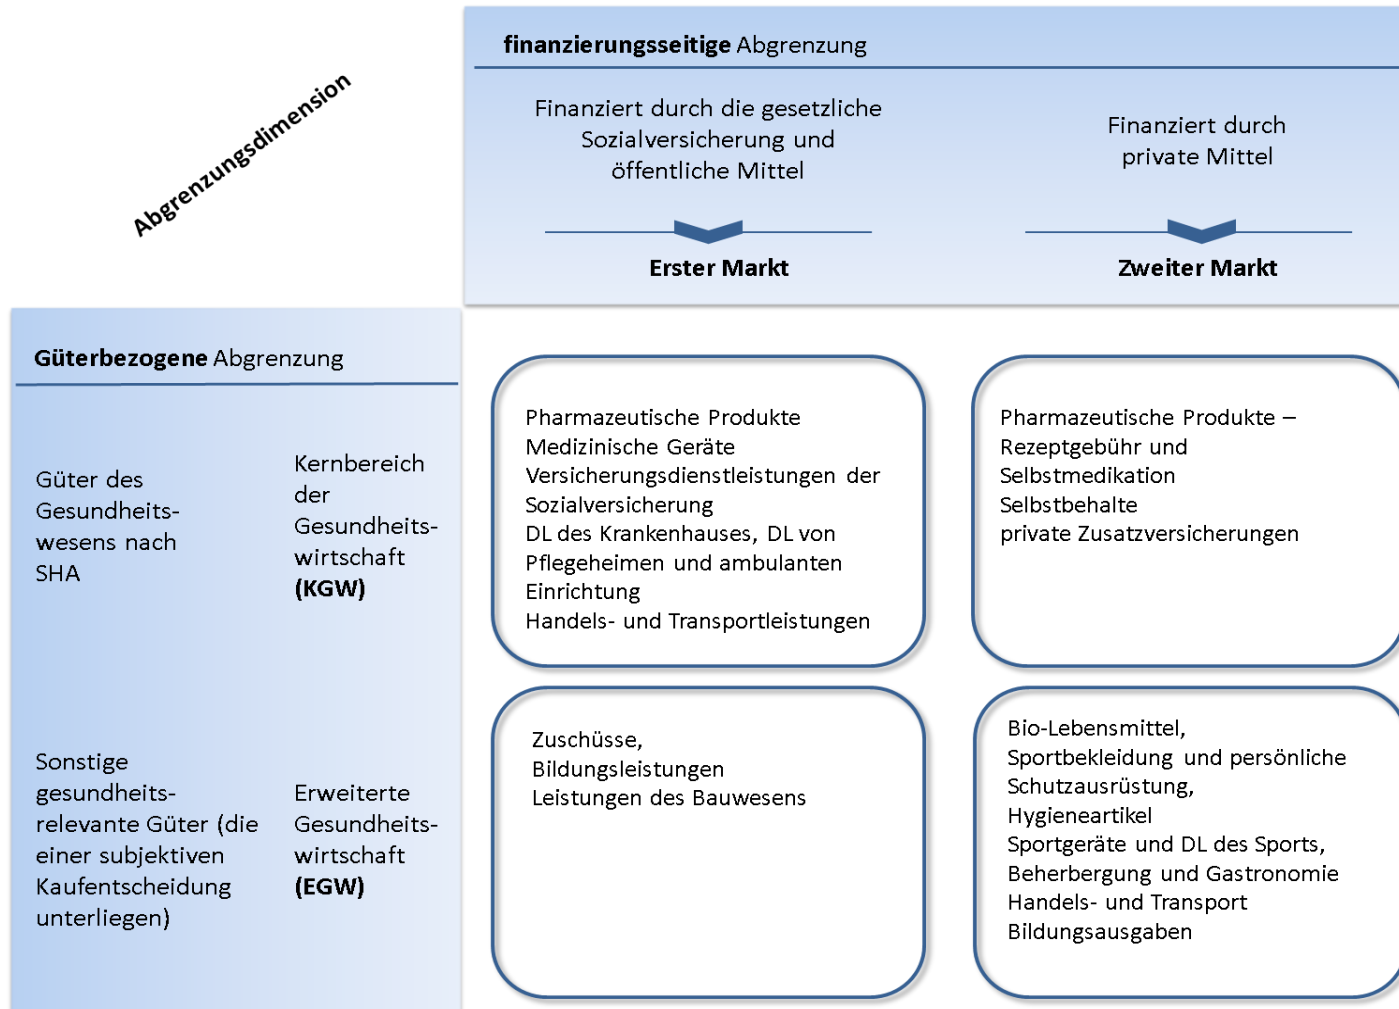 Abgrenzungsdimension
finanzierungsseitige Abgrenzung
Finanziert durch die gesetzliche
Sozialversicherung und
öffentliche Mittel
Erster Markt
Finanziert durch
private Mittel
Zweiter Markt
Güterbezogene Abgrenzung
Güter des
Gesundheits-
wesens nach
SHA
Kernbereich
der
Gesundheits-
wirtschaft
(KGW)
Pharmazeutische Produkte
Medizinische Geräte
Versicherungsdienstleistungen der
Sozialversicherung
DL des Krankenhauses, DL von
Pflegeheimen und ambulanten
Einrichtung
Handels- und Transportleistungen
Pharmazeutische Produkte –
Rezeptgebühr und
Selbstmedikation
Selbstbehalte
private Zusatzversicherungen
Sonstige
gesundheits-
relevante Güter (die
einer subjektiven
Kaufentscheidung
unterliegen)
Erweiterte
Gesundheits-
wirtschaft
(EGW)
Zuschüsse,
Bildungsleistungen
Leistungen des Bauwesens
Bio-Lebensmittel,
Sportbekleidung und persönliche
Schutzausrüstung,
Hygieneartikel
Sportgeräte und DL des Sports,
Beherbergung und Gastronomie
Handels- und Transport
Bildungsausgaben